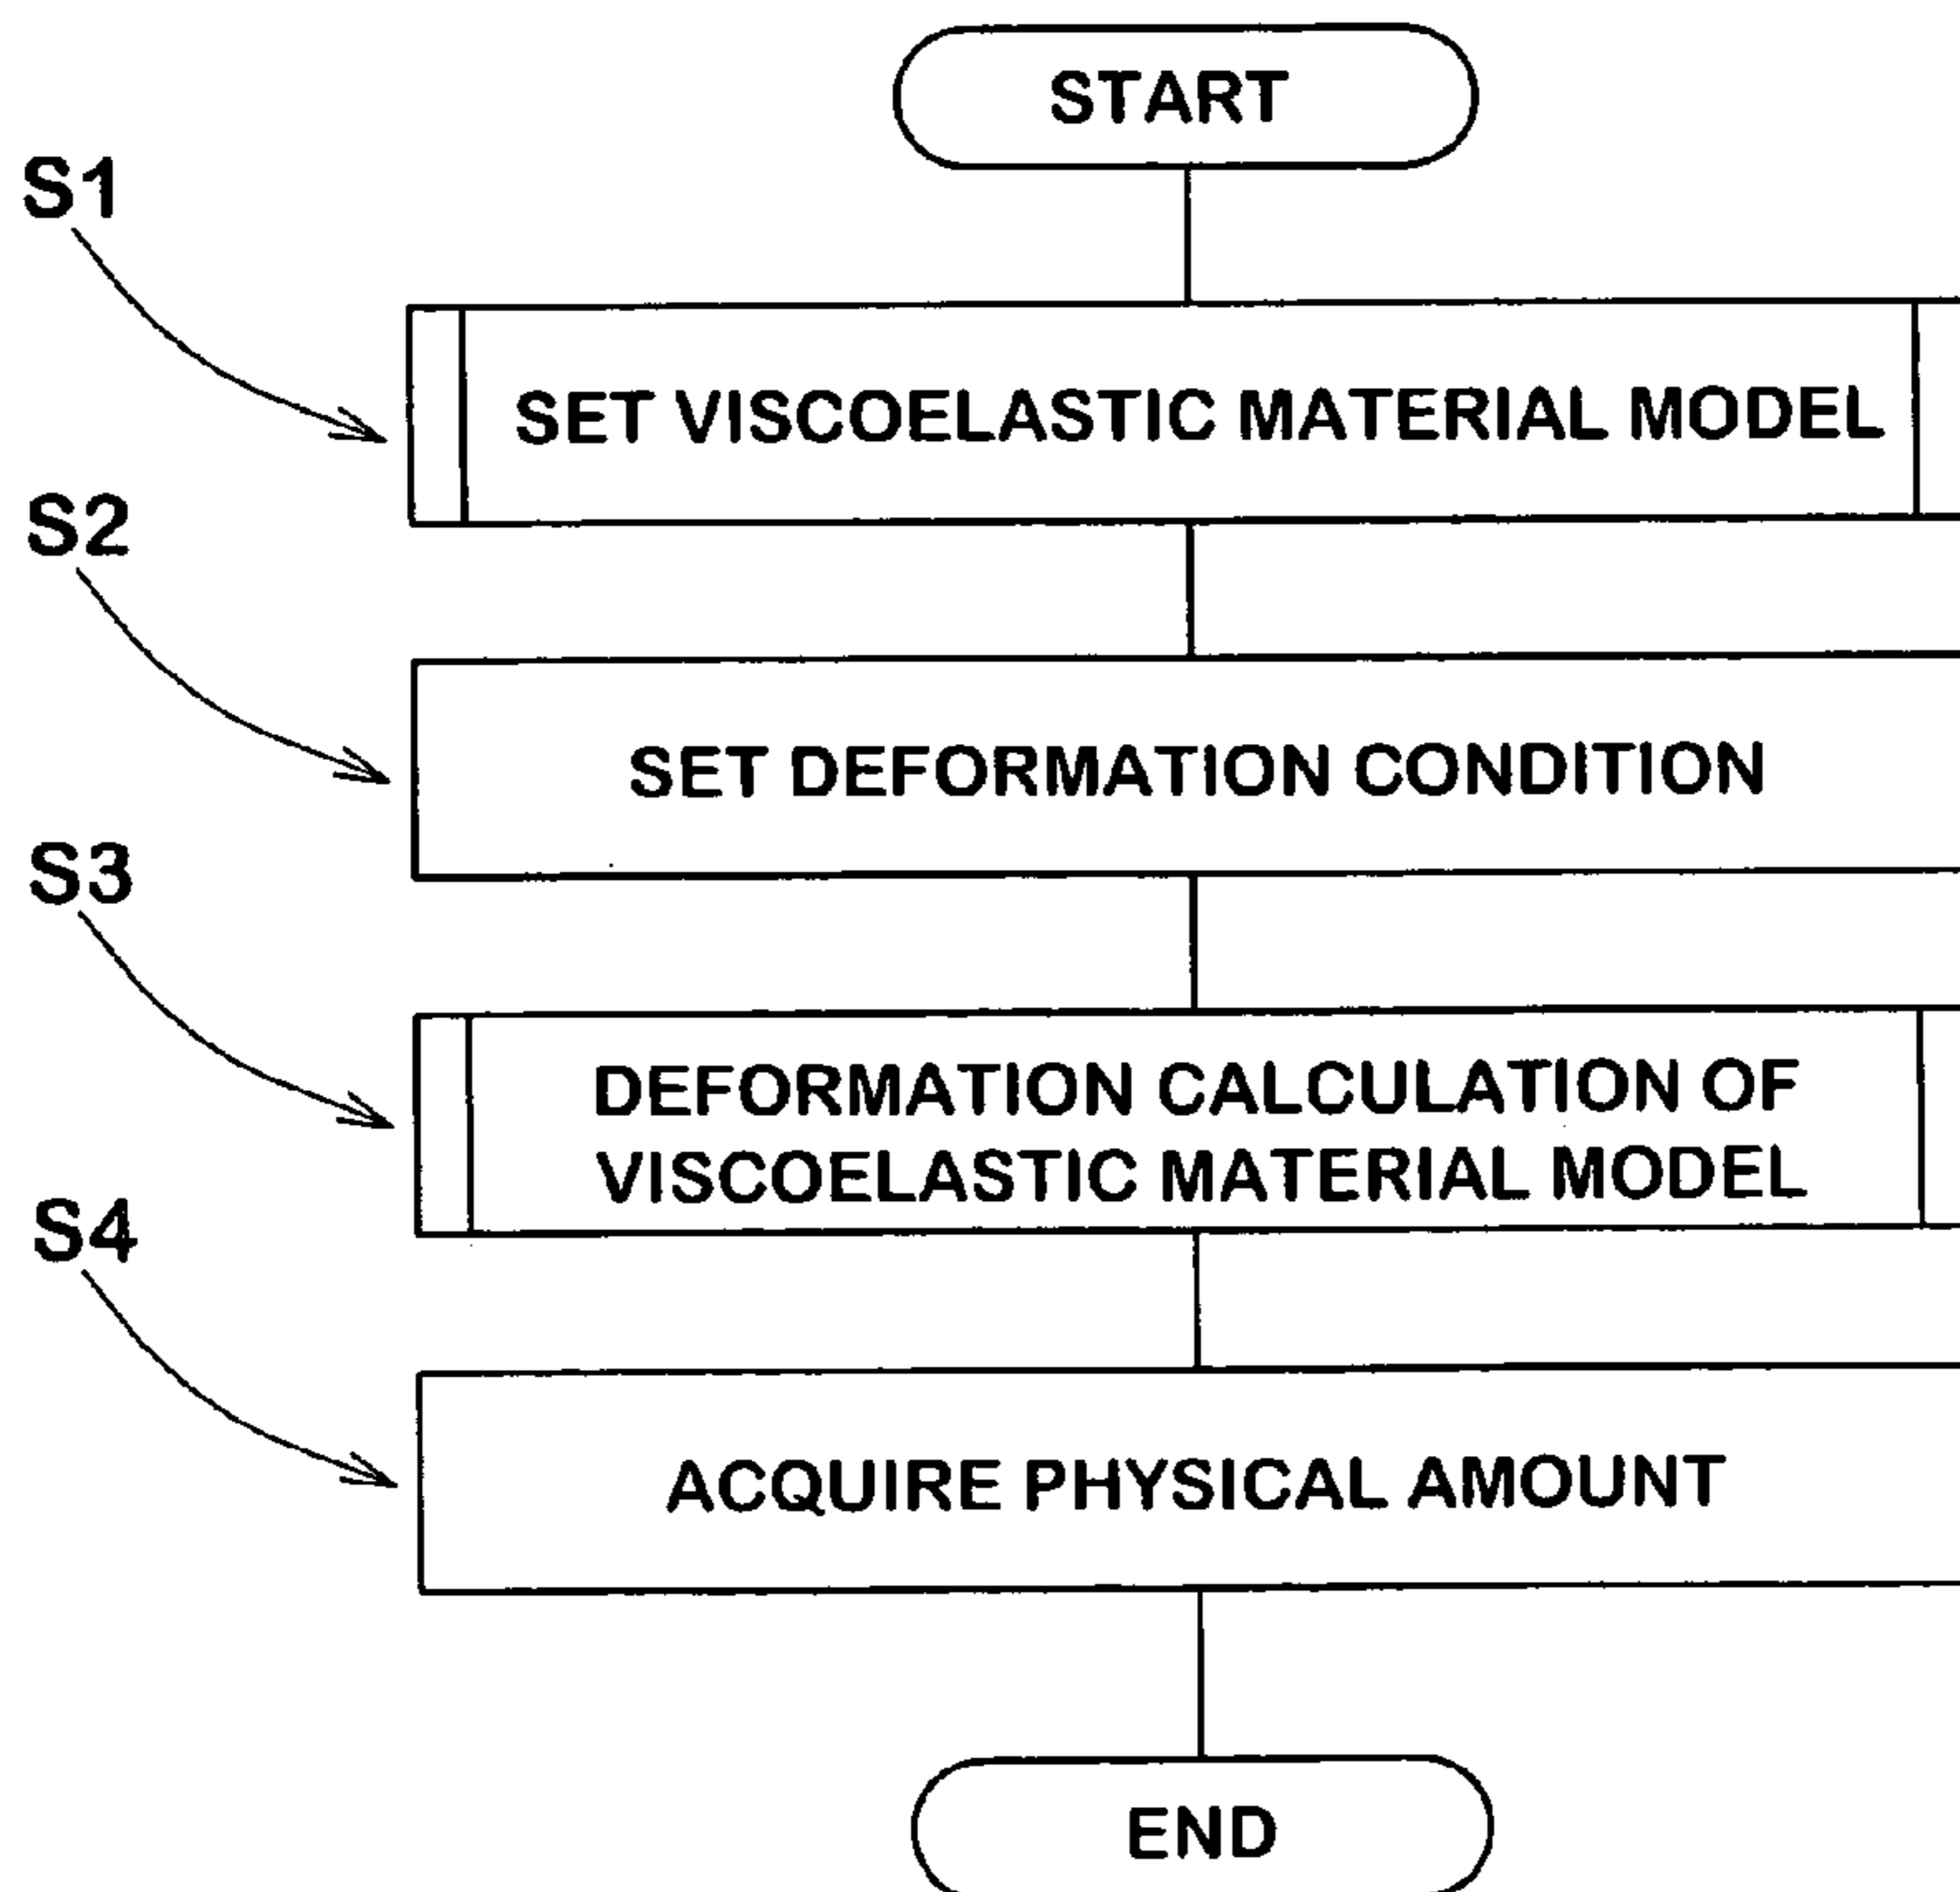 START
S1
SET VISCOELASTIC MATERIAL MODEL
S2
SET DEFORMATION CONDITION
S3
DEFORMATION CALCULATION OF
VISCOELASTIC MATERIAL MODEL
S4
ACQUIRE PHYSICAL AMOUNT
END